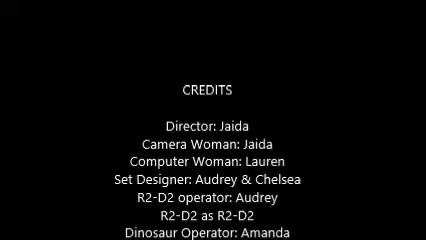 CREDITS
Director: Jaida
Camera Woman: Jaida
Computer Woman: Lauren
Set Designer: Audrey & Chelsea
R2-D2 operator: Audrey
R2-D2 as R2-D2
Dinosaur Operator: Amanda